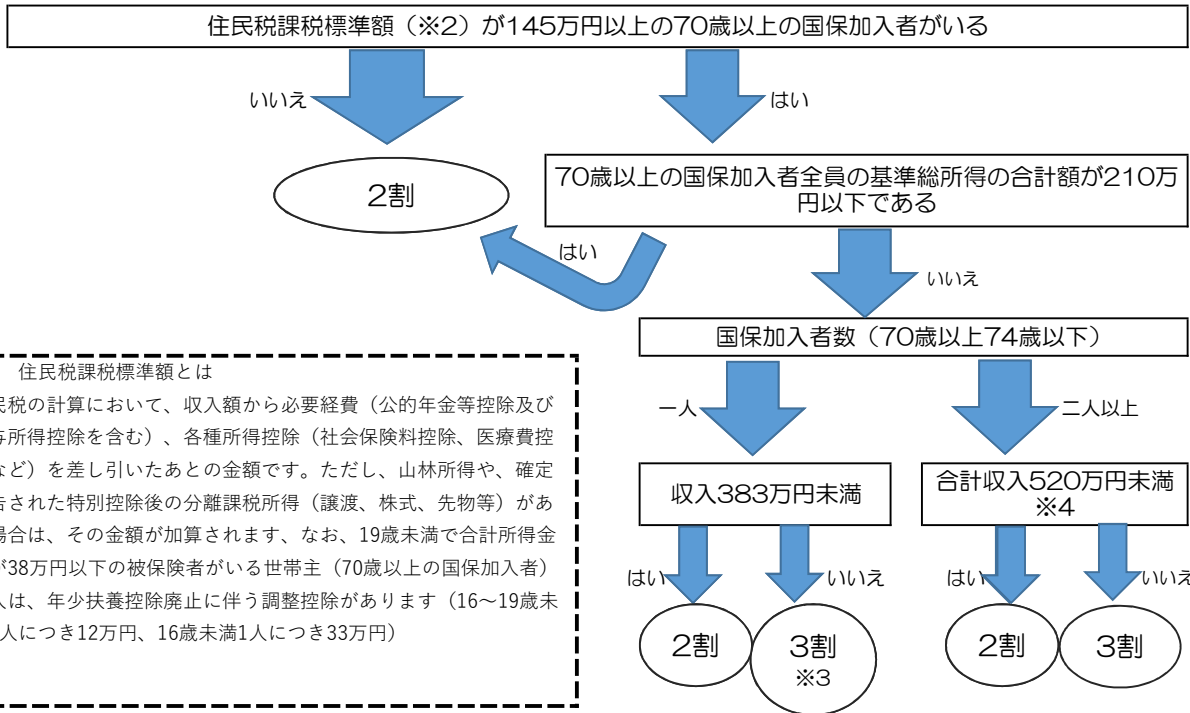 住民税課税標準額（※2）が145万円以上の70歳以上の国保加入者がいる
いいえ
はい
2割
70歳以上の国保加入者全員の基準総所得の合計額が210万
円以下である
はい
いいえ
国保加入者数（70歳以上74歳以下）
一人
二人以上
収入383万円未満
合計収入520万円未満
※4
はい
いいえ
はい
いいえ
2割
3割
※3
2割
3割
住民税課税標準額とは
民税の計算において、収入額から必要経費（公的年金等控除及び
与所得控除を含む）、各種所得控除（社会保険料控除、医療費控
など）を差し引いたあとの金額です。ただし、山林所得や、確定
告された特別控除後の分離課税所得（譲渡、株式、先物等）があ
場合は、その金額が加算されます、なお、19歳未満で合計所得金
が38万円以下の被保険者がいる世帯主（70歳以上の国保加入者）
人は、年少扶養控除廃止に伴う調整控除があります（16～19歳未
人につき12万円、16歳未満1人につき33万円）